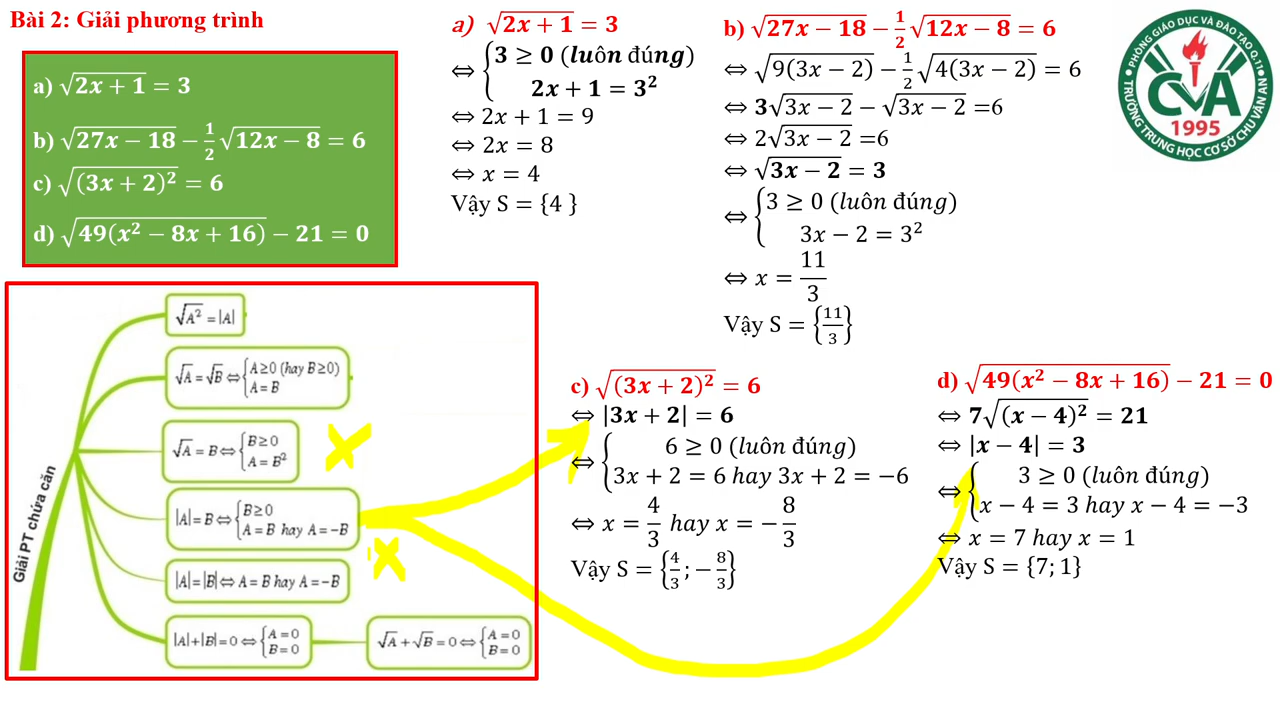 Bài 2: Giải phương trình
a) √(2x + 1) = 3
b) √(27x − 18) − 1/2 √(12x − 8) = 6
c) √((3x + 2)²) = 6
d) √(49(x² − 8x + 16)) − 21 = 0
Giải PT chứa căn
√(A²) = |A|
√A = √B ⇔ { A ≥ 0 (hay B ≥ 0)
A = B
√A = B ⇔ { B ≥ 0
A = B²
|A| = B ⇔ { B ≥ 0
A = B hay A = −B
|A| = |B| ⇔ A = B hay A = −B
|A| + |B| = 0 ⇔ { A = 0
B = 0
√A + √B = 0 ⇔ { A = 0
B = 0
a) √(2x + 1) = 3
⇔ { 3 ≥ 0 (luôn đúng)
2x + 1 = 3²
⇔ 2x + 1 = 9
⇔ 2x = 8
⇔ x = 4
Vậy S = {4 }
b) √(27x − 18) − 1/2 √(12x − 8) = 6
⇔ √(9(3x − 2)) − 1/2 √(4(3x − 2)) = 6
⇔ 3√(3x − 2) − √(3x − 2) =6
⇔ 2√(3x − 2) =6
⇔ √(3x − 2) = 3
⇔ { 3 ≥ 0 (luôn đúng)
3x − 2 = 3²
⇔ x = 11/3
Vậy S = {11/3}
c) √((3x + 2)²) = 6
⇔ |3x + 2| = 6
⇔ { 6 ≥ 0 (luôn đúng)
3x + 2 = 6 hay 3x + 2 = −6
⇔ x = 4/3 hay x = − 8/3
Vậy S = {4/3 ; − 8/3}
d) √(49(x² − 8x + 16)) − 21 = 0
⇔ 7√((x − 4)²) = 21
⇔ |x − 4| = 3
⇔ { 3 ≥ 0 (luôn đúng)
x − 4 = 3 hay x − 4 = −3
⇔ x = 7 hay x = 1
Vậy S = {7; 1}
PHÒNG GIÁO DỤC VÀ ĐÀO TẠO Q.11
CVA
1995
TRƯỜNG TRUNG HỌC CƠ SỞ CHU VĂN AN